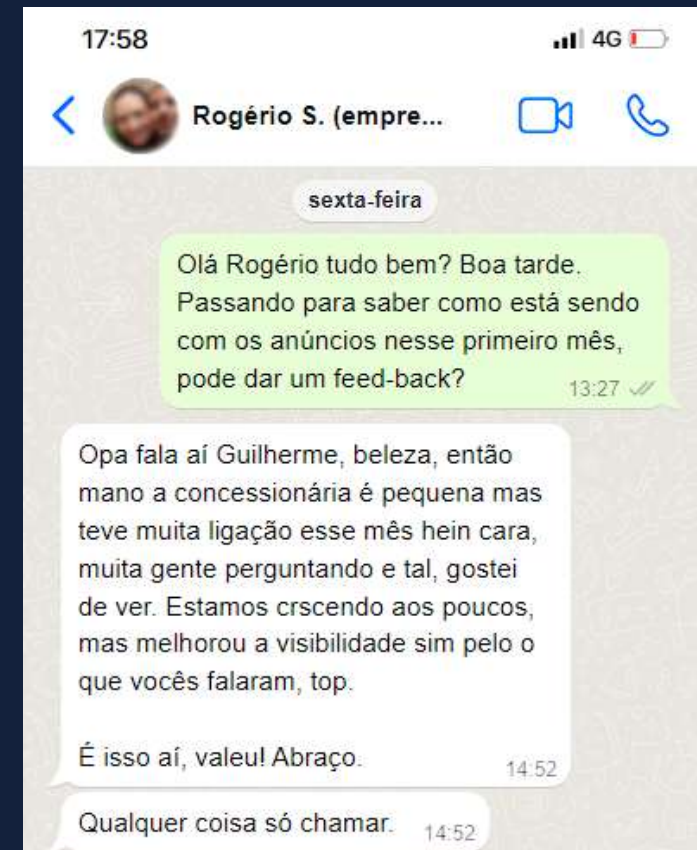 17:58
4G
Rogério S. (empre...
sexta-feira
Olá Rogério tudo bem? Boa tarde.
Passando para saber como está sendo
com os anúncios nesse primeiro mês,
pode dar um feed-back?
13:27
Opa fala aí Guilherme, beleza, então
mano a concessionária é pequena mas
teve muita ligação esse mês hein cara,
muita gente perguntando e tal, gostei
de ver. Estamos crscendo aos poucos,
mas melhorou a visibilidade sim pelo o
que vocês falaram, top.
É isso aí, valeu! Abraço.
14:52
Qualquer coisa só chamar.
14:52